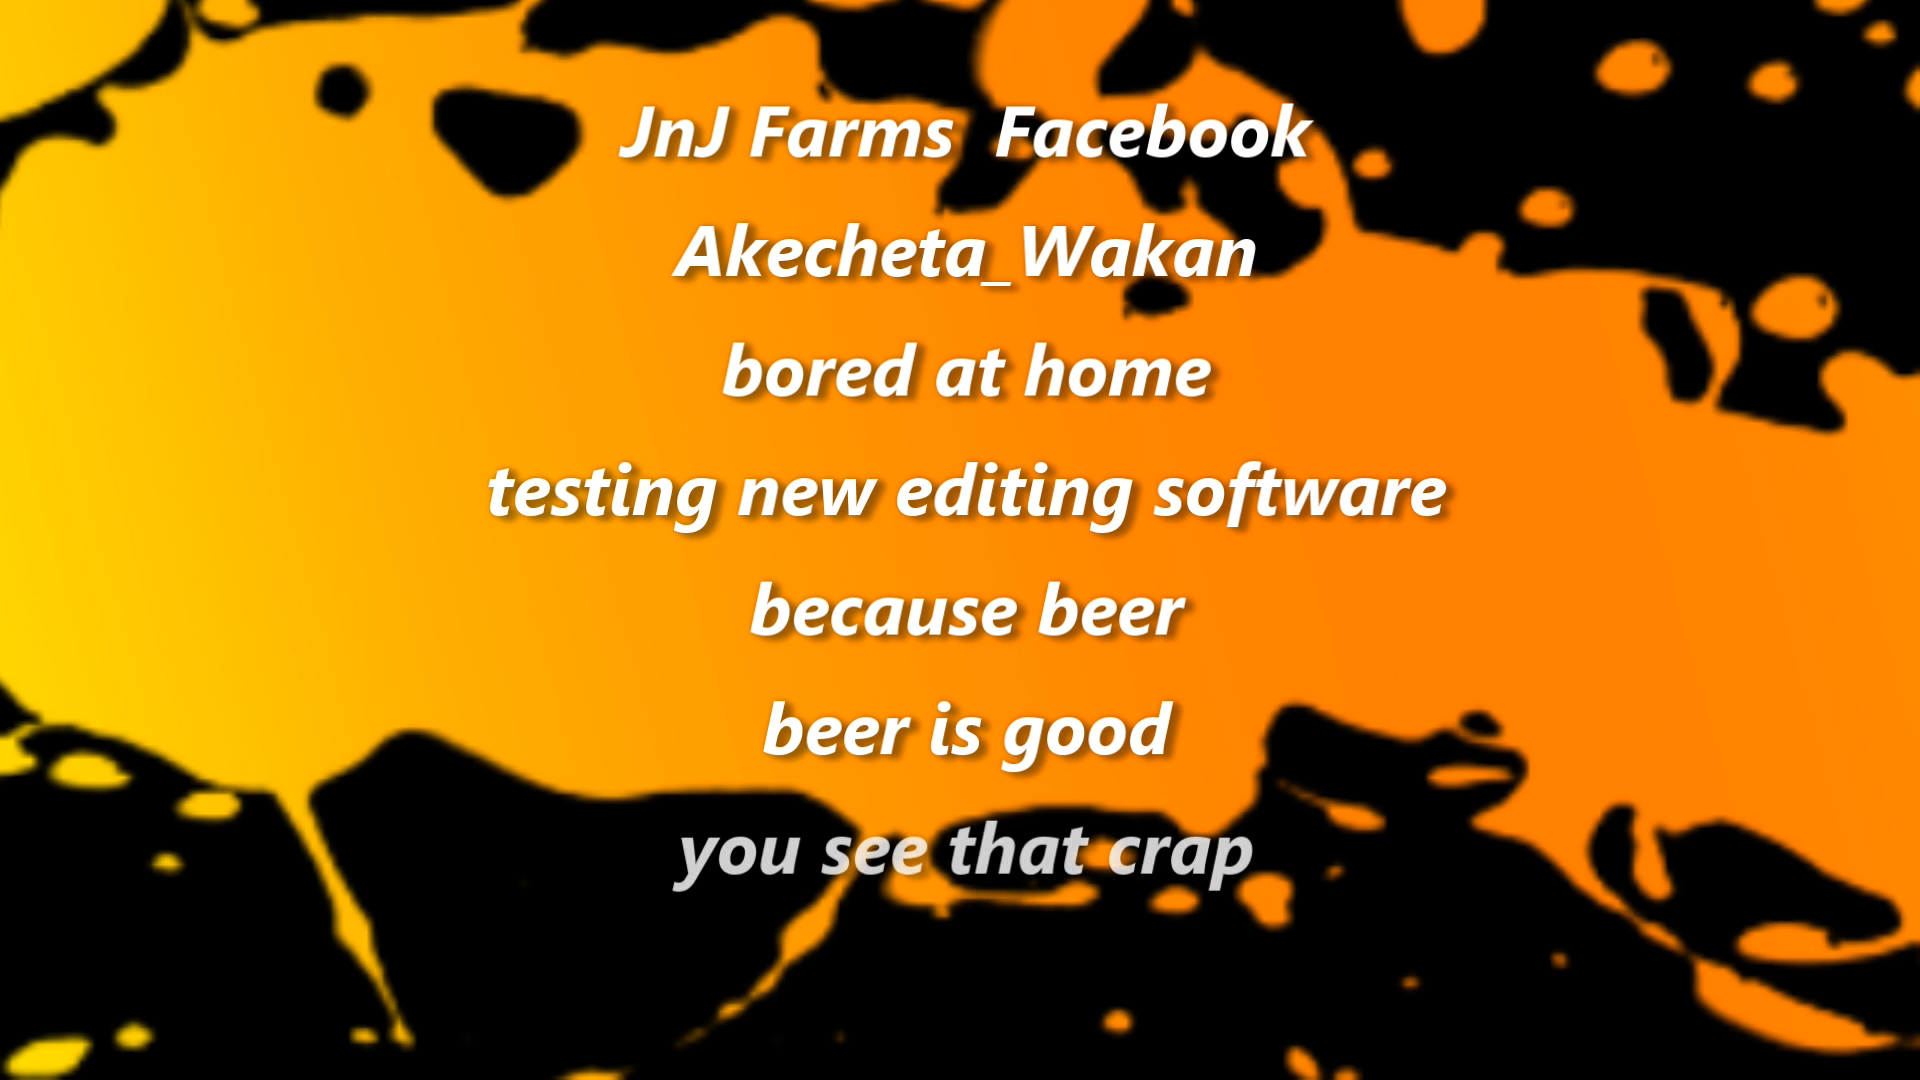 JnJ Farms  Facebook
Akecheta_Wakan
bored at home
testing new editing software
because beer
beer is good
you see that crap